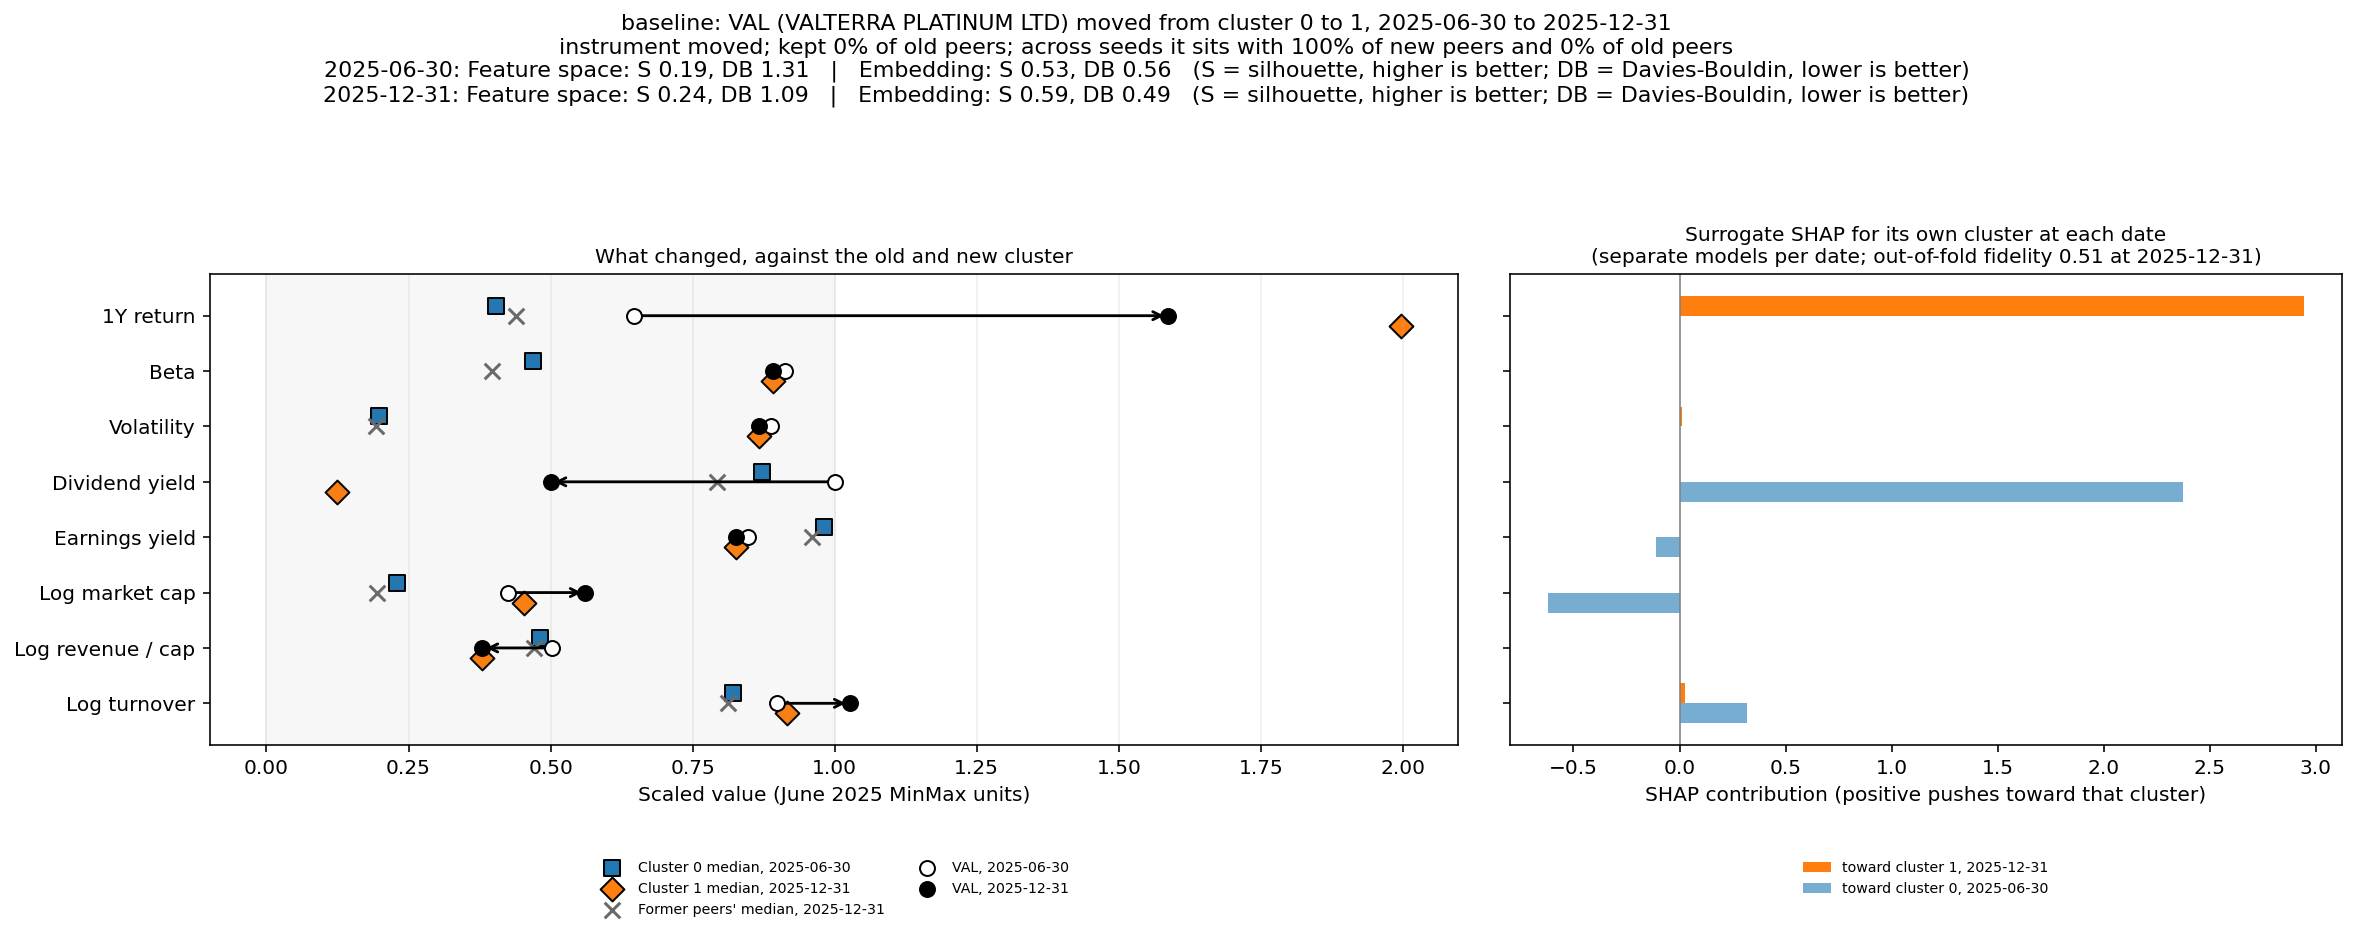 baseline: VAL (VALTERRA PLATINUM LTD) moved from cluster 0 to 1, 2025-06-30 to 2025-12-31
instrument moved; kept 0% of old peers; across seeds it sits with 100% of new peers and 0% of old peers
2025-06-30: Feature space: S 0.19, DB 1.31   |   Embedding: S 0.53, DB 0.56   (S = silhouette, higher is better; DB = Davies-Bouldin, lower is better)
2025-12-31: Feature space: S 0.24, DB 1.09   |   Embedding: S 0.59, DB 0.49   (S = silhouette, higher is better; DB = Davies-Bouldin, lower is better)
What changed, against the old and new cluster
1Y return
Beta
Volatility
Dividend yield
Earnings yield
Log market cap
Log revenue / cap
Log turnover
0.00 0.25 0.50 0.75 1.00 1.25 1.50 1.75 2.00
Scaled value (June 2025 MinMax units)
Cluster 0 median, 2025-06-30
Cluster 1 median, 2025-12-31
Former peers' median, 2025-12-31
VAL, 2025-06-30
VAL, 2025-12-31
Surrogate SHAP for its own cluster at each date
(separate models per date; out-of-fold fidelity 0.51 at 2025-12-31)
−0.5 0.0 0.5 1.0 1.5 2.0 2.5 3.0
SHAP contribution (positive pushes toward that cluster)
toward cluster 1, 2025-12-31
toward cluster 0, 2025-06-30